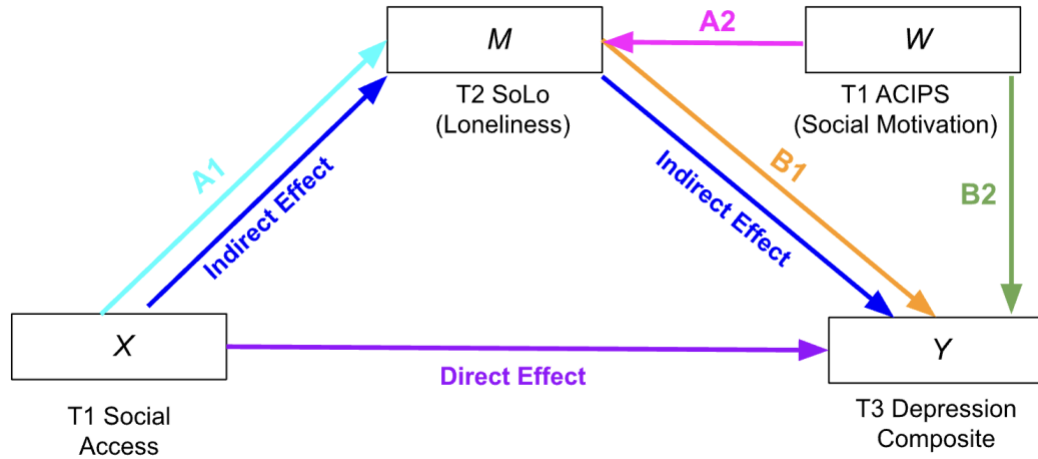 M
A2
W
T2 SoLo
(Loneliness)
T1 ACIPS
(Social Motivation)
A1
Indirect Effect
Indirect Effect
B1
B2
X
Direct Effect
Y
T1 Social
Access
T3 Depression
Composite